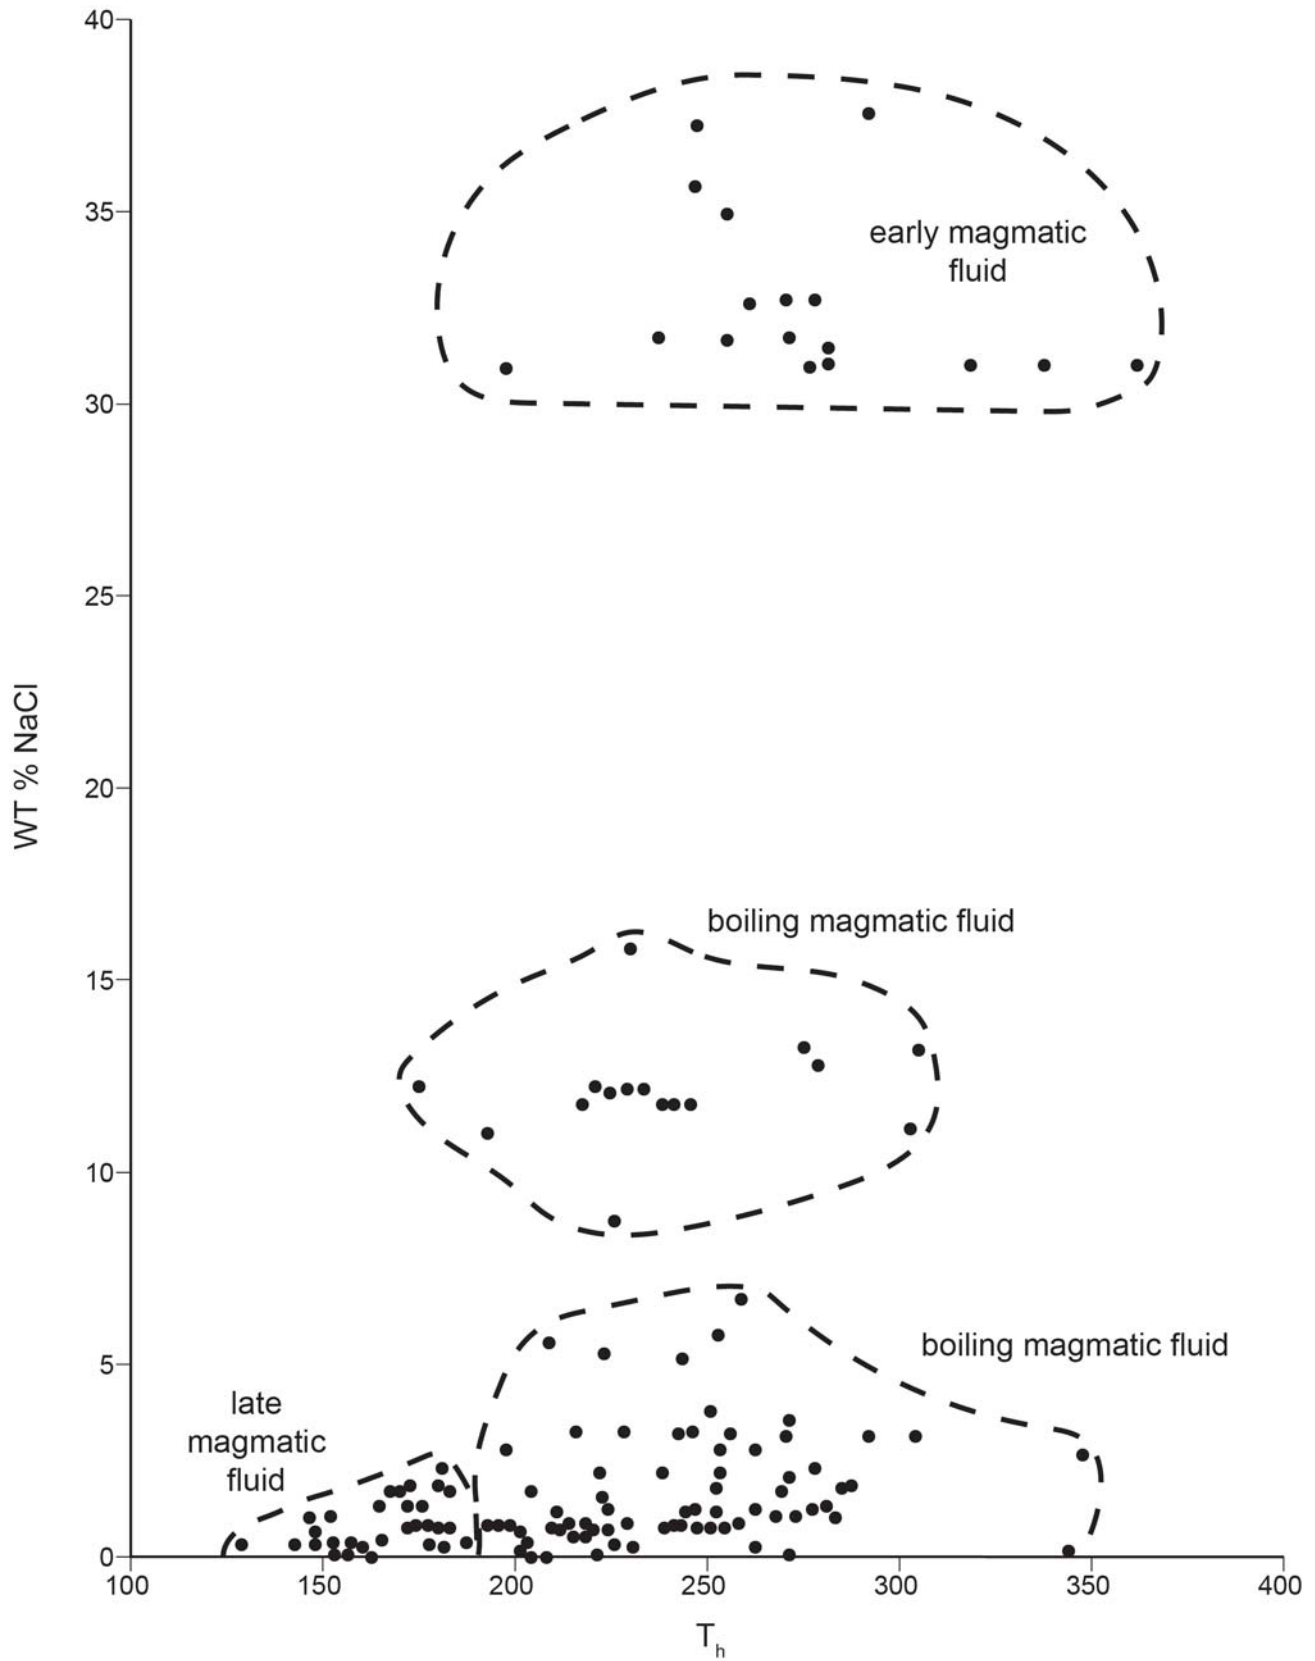 40
35
early magmatic
fluid
30
25
WT % NaCl
20
boiling magmatic fluid
15
10
boiling magmatic fluid
5
late
magmatic
fluid
0
100 150 200 250 300 350 400
Th